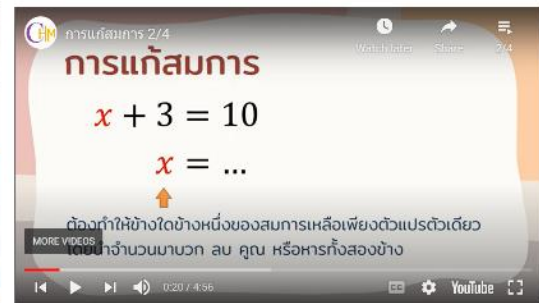 CHM การแก้สมการ 2/4
Watch later Share 2/4
การแก้สมการ
x + 3 = 10
x = ...
ต้องทำให้ข้างใดข้างหนึ่งของสมการเหลือเพียงตัวแปรตัวเดียว
MORE VIDEOS
โดยนำจำนวนมาบวก ลบ คูณ หรือหารทั้งสองข้าง
0:20 / 4:56 CC YouTube